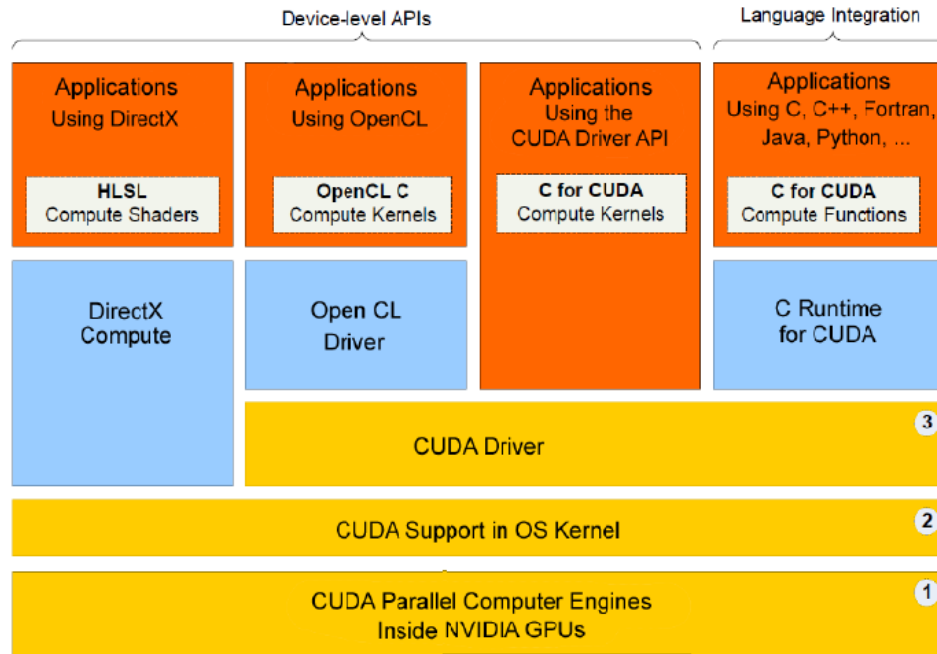 Device-level APIs
Language Integration
Applications
Using DirectX
HLSL
Compute Shaders
Applications
Using OpenCL
OpenCL C
Compute Kernels
Applications
Using the
CUDA Driver API
C for CUDA
Compute Kernels
Applications
Using C, C++, Fortran,
Java, Python, ...
C for CUDA
Compute Functions
DirectX
Compute
Open CL
Driver
C Runtime
for CUDA
3
CUDA Driver
2
CUDA Support in OS Kernel
1
CUDA Parallel Computer Engines
Inside NVIDIA GPUs